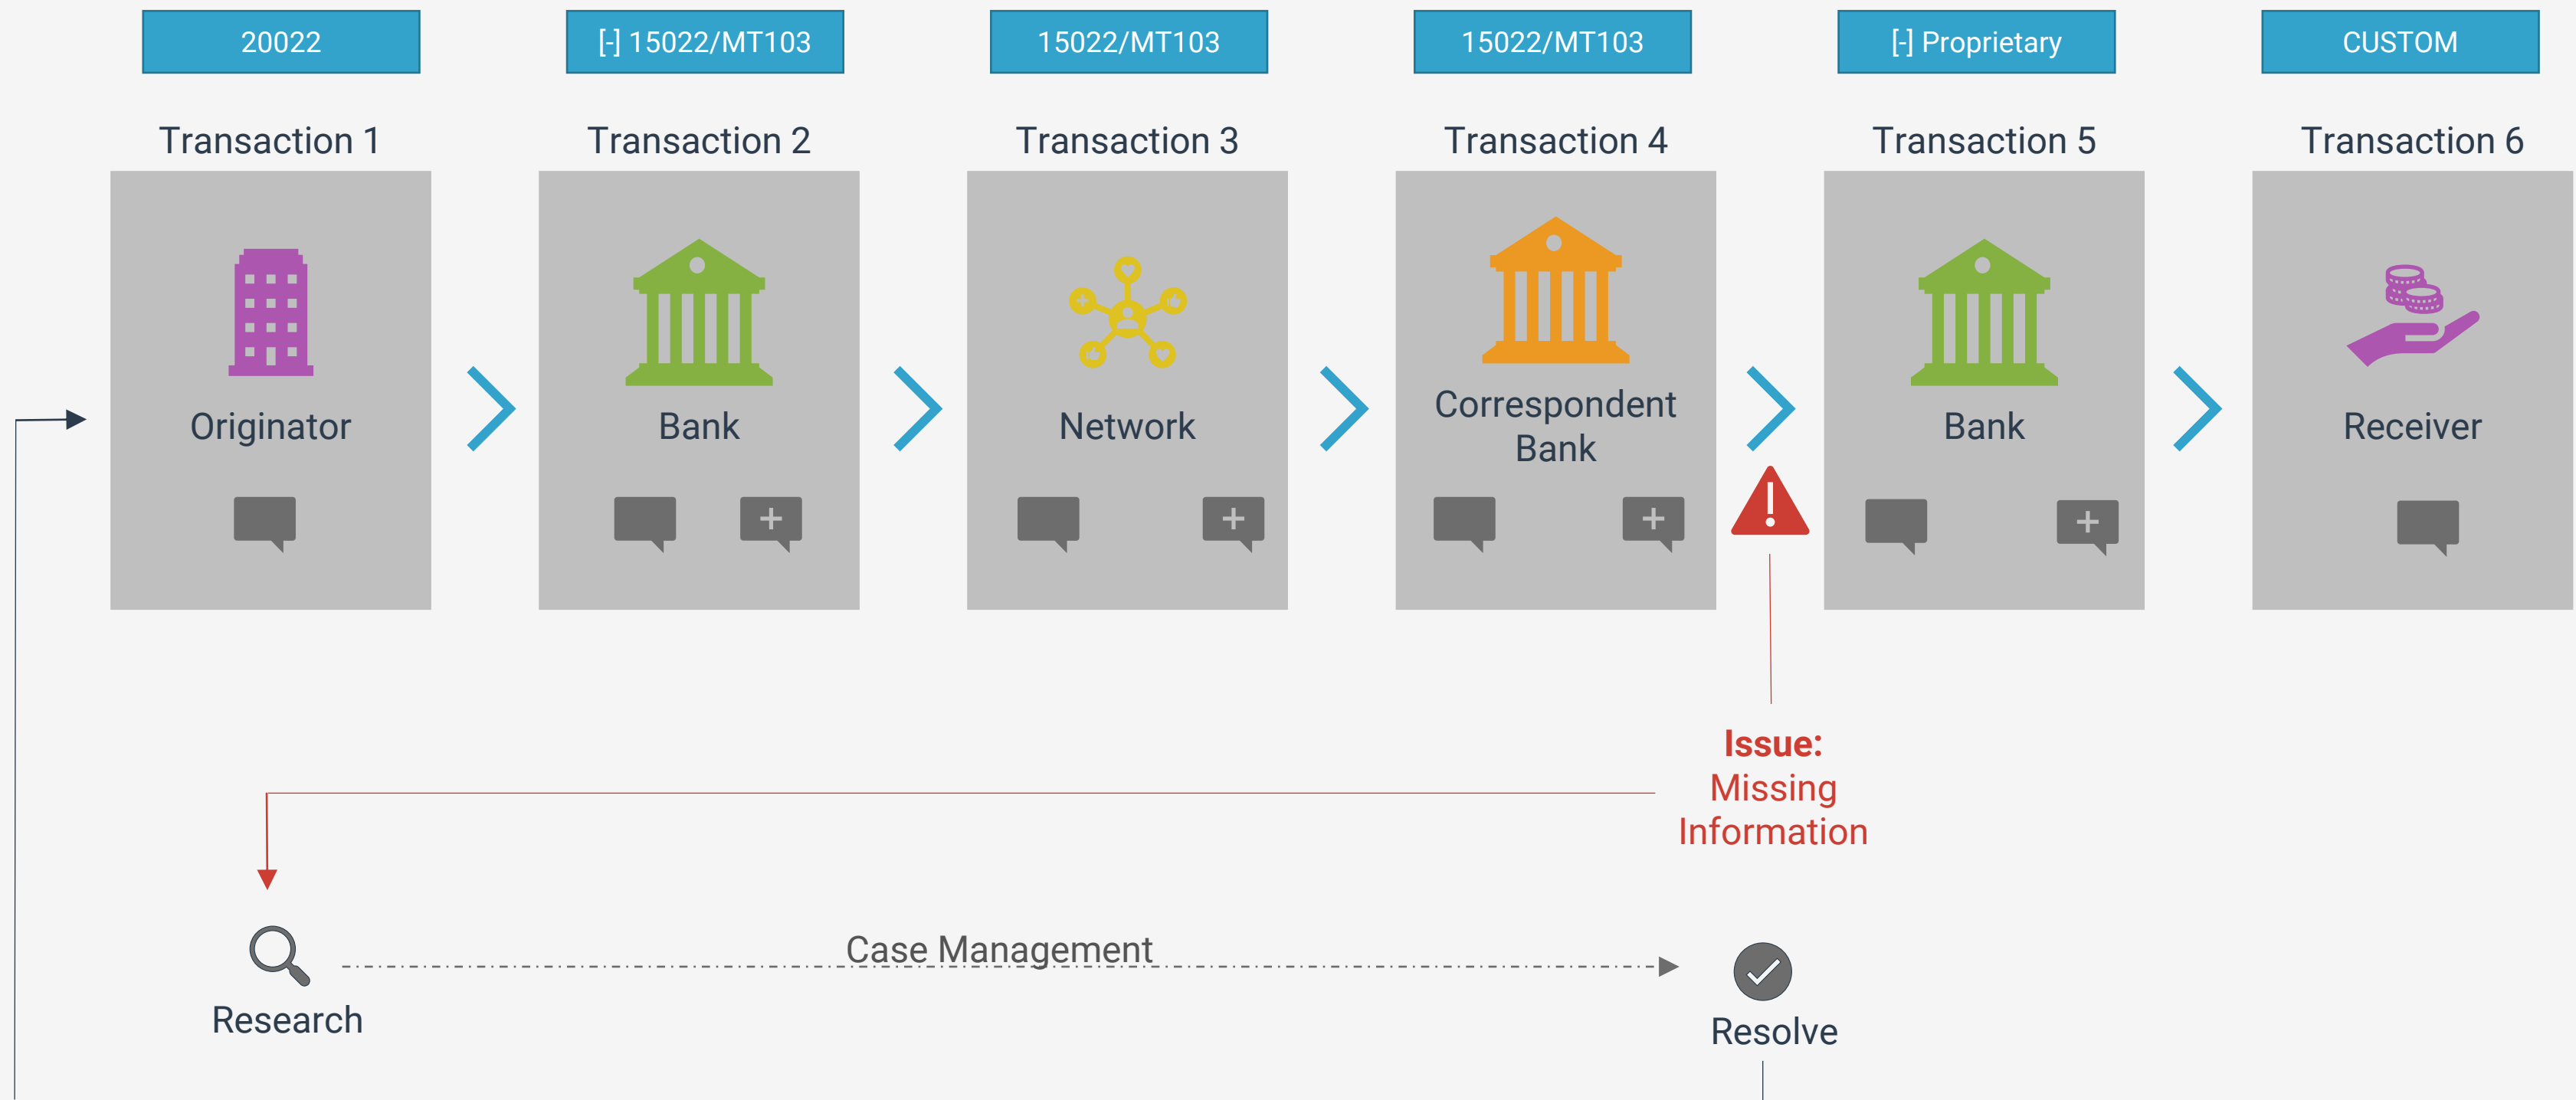 20022
[-] 15022/MT103
15022/MT103
15022/MT103
[-] Proprietary
CUSTOM
Transaction 1
Transaction 2
Transaction 3
Transaction 4
Transaction 5
Transaction 6
Originator
Bank
Network
Correspondent
Bank
Bank
Receiver
Issue:
Missing
Information
Case Management
Research
Resolve